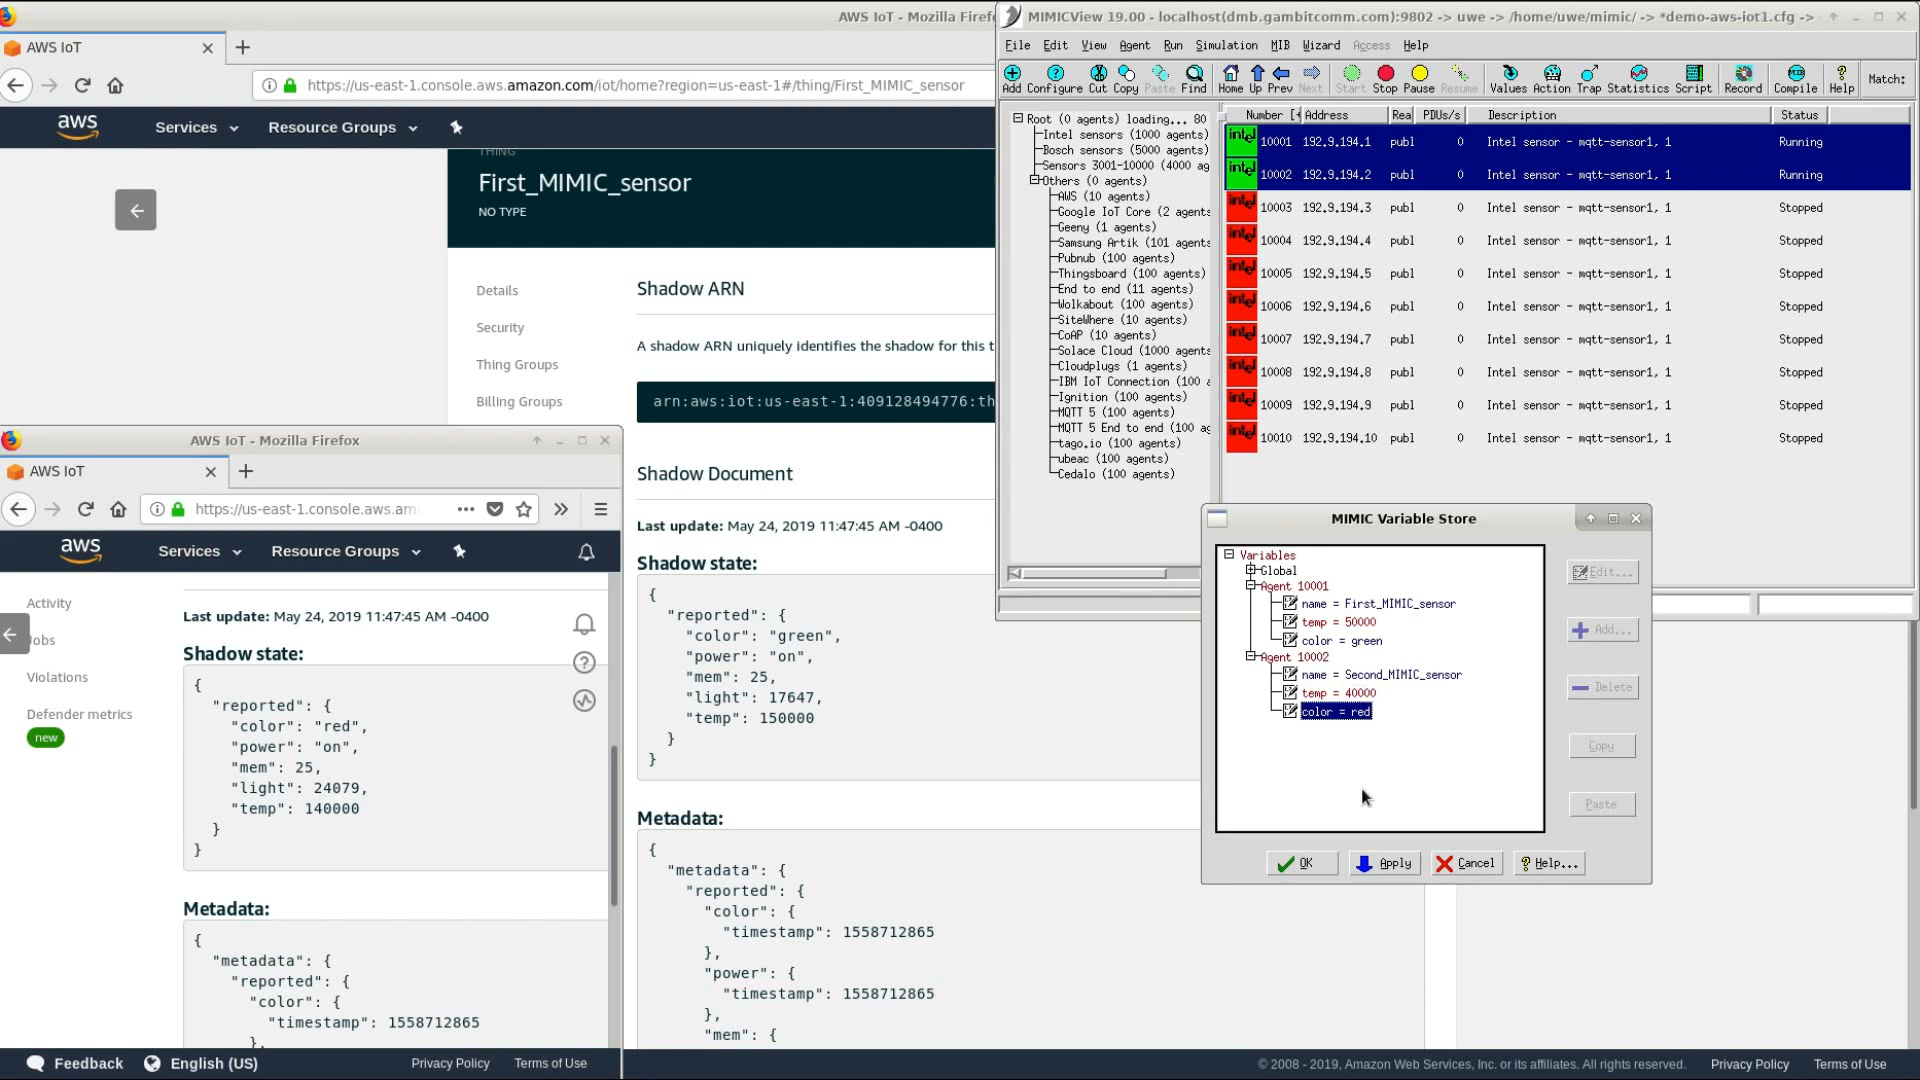 AWS IoT - Mozilla Firef
AWS IoT
https://us-east-1.console.aws.amazon.com/iot/home?region=us-east-1#/thing/First_MIMIC_sensor
aws
Services
Resource Groups
THING
First_MIMIC_sensor
NO TYPE
Details
Security
Thing Groups
Billing Groups
Shadow ARN
A shadow ARN uniquely identifies the shadow for this t
arn:aws:iot:us-east-1:409128494776:th
Shadow Document
Last update: May 24, 2019 11:47:45 AM -0400
Shadow state:
{
"reported": {
"color": "green",
"power": "on",
"mem": 25,
"light": 17647,
"temp": 150000
}
}
Metadata:
{
"metadata": {
"reported": {
"color": {
"timestamp": 1558712865
},
"power": {
"timestamp": 1558712865
},
"mem": {
© 2008 - 2019, Amazon Web Services, Inc. or its affiliates. All rights reserved.
Privacy Policy
Terms of Use
AWS IoT - Mozilla Firefox
AWS IoT
https://us-east-1.console.aws.am
aws
Services
Resource Groups
Activity
Jobs
Violations
Defender metrics
new
Last update: May 24, 2019 11:47:45 AM -0400
Shadow state:
{
"reported": {
"color": "red",
"power": "on",
"mem": 25,
"light": 24079,
"temp": 140000
}
}
Metadata:
{
"metadata": {
"reported": {
"color": {
"timestamp": 1558712865
},
Feedback
English (US)
Privacy Policy
Terms of Use
MIMICView 19.00 - localhost(dmb.gambitcomm.com):9802 -> uwe -> /home/uwe/mimic/ -> *demo-aws-iot1.cfg ->
File Edit View Agent Run Simulation MIB Wizard Access Help
Add Configure Cut Copy Paste Find Home Up Prev Next Start Stop Pause Resume Values Action Trap Statistics Script Record Compile Help Match:
Root (0 agents) loading... 80
Intel sensors (1000 agents)
Bosch sensors (5000 agents)
Sensors 3001-10000 (4000 ag
Others (0 agents)
AWS (10 agents)
Google IoT Core (2 agents
Geeny (1 agents)
Samsung Artik (101 agents
Pubnub (100 agents)
Thingsboard (100 agents)
End to end (11 agents)
Wolkabout (100 agents)
SiteWhere (10 agents)
CoAP (10 agents)
Solace Cloud (1000 agents
Cloudplugs (1 agents)
IBM IoT Connection (100 a
Ignition (100 agents)
MQTT 5 (100 agents)
MQTT 5 End to end (100 ag
tago.io (100 agents)
ubeac (100 agents)
Cedalo (100 agents)
Number [+ Address Rea PDUs/s Description Status
intel 10001 192.9.194.1 publ 0 Intel sensor - mqtt-sensor1, 1 Running
intel 10002 192.9.194.2 publ 0 Intel sensor - mqtt-sensor1, 1 Running
intel 10003 192.9.194.3 publ 0 Intel sensor - mqtt-sensor1, 1 Stopped
intel 10004 192.9.194.4 publ 0 Intel sensor - mqtt-sensor1, 1 Stopped
intel 10005 192.9.194.5 publ 0 Intel sensor - mqtt-sensor1, 1 Stopped
intel 10006 192.9.194.6 publ 0 Intel sensor - mqtt-sensor1, 1 Stopped
intel 10007 192.9.194.7 publ 0 Intel sensor - mqtt-sensor1, 1 Stopped
intel 10008 192.9.194.8 publ 0 Intel sensor - mqtt-sensor1, 1 Stopped
intel 10009 192.9.194.9 publ 0 Intel sensor - mqtt-sensor1, 1 Stopped
intel 10010 192.9.194.10 publ 0 Intel sensor - mqtt-sensor1, 1 Stopped
MIMIC Variable Store
Variables
Global
Agent 10001
name = First_MIMIC_sensor
temp = 50000
color = green
Agent 10002
name = Second_MIMIC_sensor
temp = 40000
color = red
Edit...
Add...
Delete
Copy
Paste
OK
Apply
Cancel
Help...